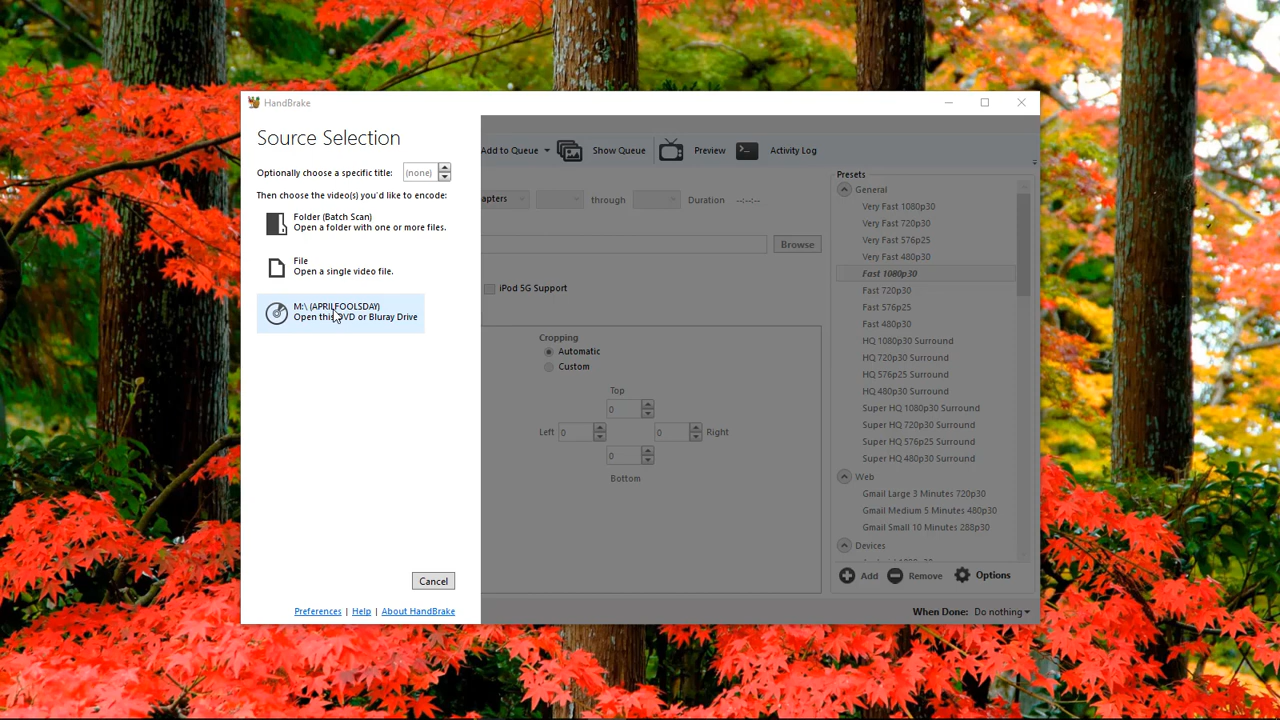 HandBrake
Source Selection
Optionally choose a specific title: (none)
Then choose the video(s) you'd like to encode:
Folder (Batch Scan)
Open a folder with one or more files.
File
Open a single video file.
M:\ (APRILFOOLSDAY)
Open this DVD or Bluray Drive
Cancel
Preferences | Help | About HandBrake
Add to Queue Show Queue Preview Activity Log
apters through Duration --:--:--
Browse
iPod 5G Support
Cropping
Automatic
Custom
Top
0
Left 0 0 Right
0
Bottom
Presets
General
Very Fast 1080p30
Very Fast 720p30
Very Fast 576p25
Very Fast 480p30
Fast 1080p30
Fast 720p30
Fast 576p25
Fast 480p30
HQ 1080p30 Surround
HQ 720p30 Surround
HQ 576p25 Surround
HQ 480p30 Surround
Super HQ 1080p30 Surround
Super HQ 720p30 Surround
Super HQ 576p25 Surround
Super HQ 480p30 Surround
Web
Gmail Large 3 Minutes 720p30
Gmail Medium 5 Minutes 480p30
Gmail Small 10 Minutes 288p30
Devices
Add Remove Options
When Done: Do nothing